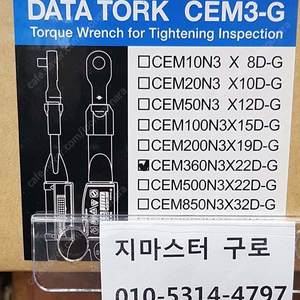 DATA TORK CEM3-G
Torque Wrench for Tightening Inspection
□CEM10N3 X 8D-G
□CEM20N3 X10D-G
□CEM50N3 X12D-G
□CEM100N3X15D-G
□CEM200N3X19D-G
☑CEM360N3X22D-G
□CEM500N3X22D-G
□CEM850N3X32D-G
지마스터 구로
010-5314-4797